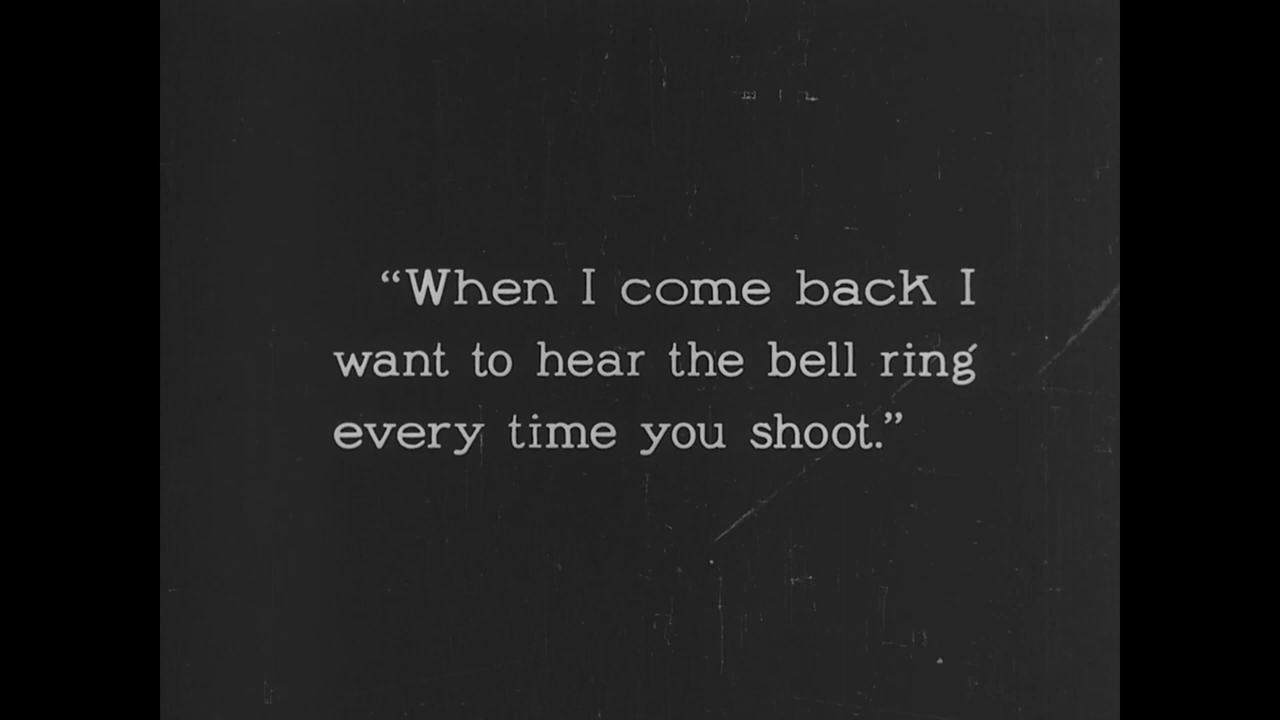 “When I come back I
want to hear the bell ring
every time you shoot.”